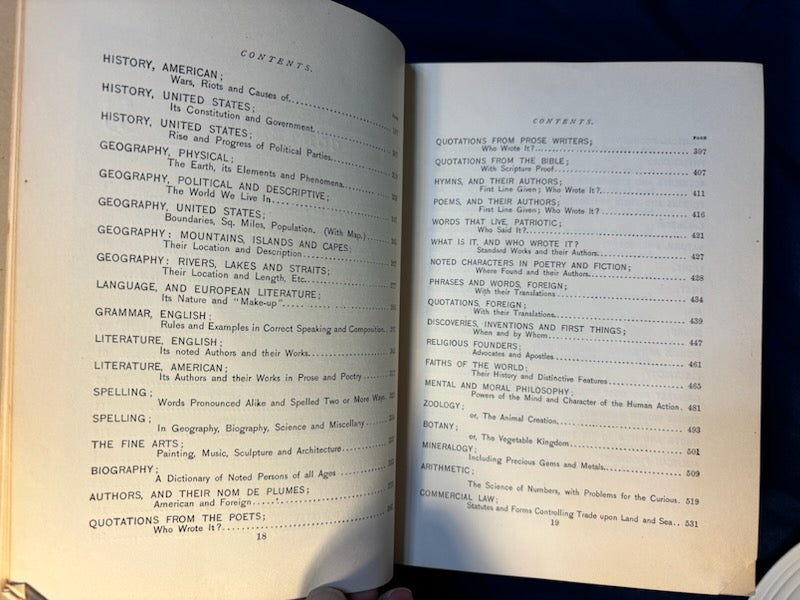 CONTENTS.
HISTORY, AMERICAN;
Wars, Riots and Causes of
HISTORY, UNITED STATES;
Its Constitution and Government
HISTORY, UNITED STATES;
Rise and Progress of Political Parties
GEOGRAPHY, PHYSICAL;
The Earth, its Elements and Phenomena
GEOGRAPHY, POLITICAL AND DESCRIPTIVE;
The World We Live In
GEOGRAPHY, UNITED STATES;
Boundaries, Sq. Miles, Population. (With Map.)
GEOGRAPHY: MOUNTAINS, ISLANDS AND CAPES;
Their Location and Description
GEOGRAPHY: RIVERS, LAKES AND STRAITS;
Their Location and Length, Etc.
LANGUAGE, AND EUROPEAN LITERATURE;
Its Nature and "Make-up"
GRAMMAR, ENGLISH;
Rules and Examples in Correct Speaking and Composition
LITERATURE, ENGLISH;
Its noted Authors and their Works
LITERATURE, AMERICAN;
Its Authors and their Works in Prose and Poetry
SPELLING;
Words Pronounced Alike and Spelled Two or More Ways
SPELLING;
In Geography, Biography, Science and Miscellany
THE FINE ARTS;
Painting, Music, Sculpture and Architecture
BIOGRAPHY;
A Dictionary of Noted Persons of all Ages
AUTHORS, AND THEIR NOM DE PLUMES;
American and Foreign
QUOTATIONS FROM THE POETS;
Who Wrote It?
18
CONTENTS.
PAGE
QUOTATIONS FROM PROSE WRITERS;
Who Wrote It? 397
QUOTATIONS FROM THE BIBLE;
With Scripture Proof 407
HYMNS, AND THEIR AUTHORS;
First Line Given; Who Wrote It? 411
POEMS, AND THEIR AUTHORS;
First Line Given; Who Wrote It? 416
WORDS THAT LIVE, PATRIOTIC;
Who Said It? 421
WHAT IS IT, AND WHO WROTE IT?
Standard Works and their Authors 427
NOTED CHARACTERS IN POETRY AND FICTION;
Where Found and their Authors 428
PHRASES AND WORDS, FOREIGN;
With their Translations 434
QUOTATIONS, FOREIGN;
With their Translations 439
DISCOVERIES, INVENTIONS AND FIRST THINGS;
When and by Whom 447
RELIGIOUS FOUNDERS;
Advocates and Apostles 461
FAITHS OF THE WORLD;
Their History and Distinctive Features 465
MENTAL AND MORAL PHILOSOPHY;
Powers of the Mind and Character of the Human Action. 481
ZOOLOGY;
or, The Animal Creation 493
BOTANY;
or, The Vegetable Kingdom 501
MINERALOGY;
Including Precious Gems and Metals 509
ARITHMETIC;
The Science of Numbers, with Problems for the Curious. 519
COMMERCIAL LAW;
Statutes and Forms Controlling Trade upon Land and Sea.. 531
19